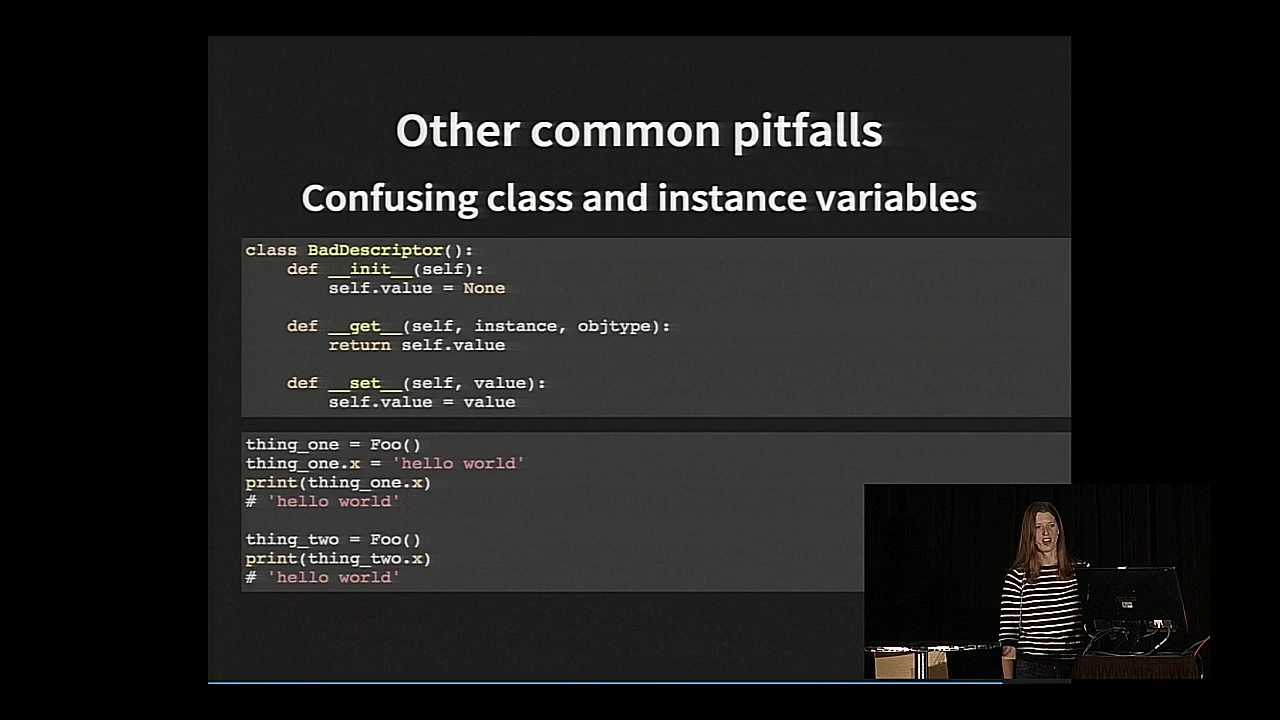 Other common pitfalls
Confusing class and instance variables
class BadDescriptor():
    def __init__(self):
        self.value = None

    def __get__(self, instance, objtype):
        return self.value

    def __set__(self, value):
        self.value = value

thing_one = Foo()
thing_one.x = 'hello world'
print(thing_one.x)
# 'hello world'

thing_two = Foo()
print(thing_two.x)
# 'hello world'